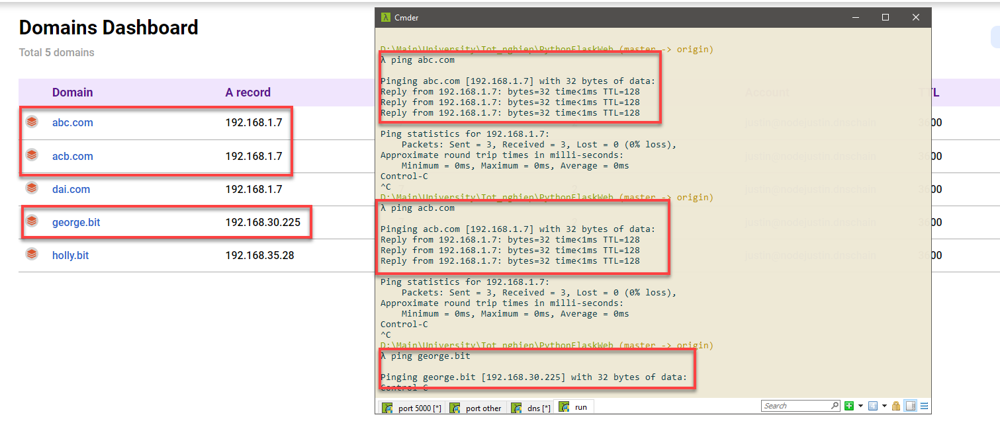 Domains Dashboard
Total 5 domains
Domain A record Account TTL
abc.com 192.168.1.7 3600
acb.com 192.168.1.7 3600
dai.com 192.168.1.7 3600
george.bit 192.168.30.225 3600
holly.bit 192.168.35.28 3600
Cmder
D:\Main\University\Tot_nghiep\PythonFlaskWeb (master -> origin)
λ ping abc.com
Pinging abc.com [192.168.1.7] with 32 bytes of data:
Reply from 192.168.1.7: bytes=32 time<1ms TTL=128
Reply from 192.168.1.7: bytes=32 time<1ms TTL=128
Reply from 192.168.1.7: bytes=32 time<1ms TTL=128
Ping statistics for 192.168.1.7:
Packets: Sent = 3, Received = 3, Lost = 0 (0% loss),
Approximate round trip times in milli-seconds:
Minimum = 0ms, Maximum = 0ms, Average = 0ms
Control-C
^C
D:\Main\University\Tot_nghiep\PythonFlaskWeb (master -> origin)
λ ping acb.com
Pinging acb.com [192.168.1.7] with 32 bytes of data:
Reply from 192.168.1.7: bytes=32 time<1ms TTL=128
Reply from 192.168.1.7: bytes=32 time<1ms TTL=128
Reply from 192.168.1.7: bytes=32 time<1ms TTL=128
Ping statistics for 192.168.1.7:
Packets: Sent = 3, Received = 3, Lost = 0 (0% loss),
Approximate round trip times in milli-seconds:
Minimum = 0ms, Maximum = 0ms, Average = 0ms
Control-C
^C
D:\Main\University\Tot_nghiep\PythonFlaskWeb (master -> origin)
λ ping george.bit
Pinging george.bit [192.168.30.225] with 32 bytes of data:
Control-C
port 5000 [*] port other dns [*] run Search